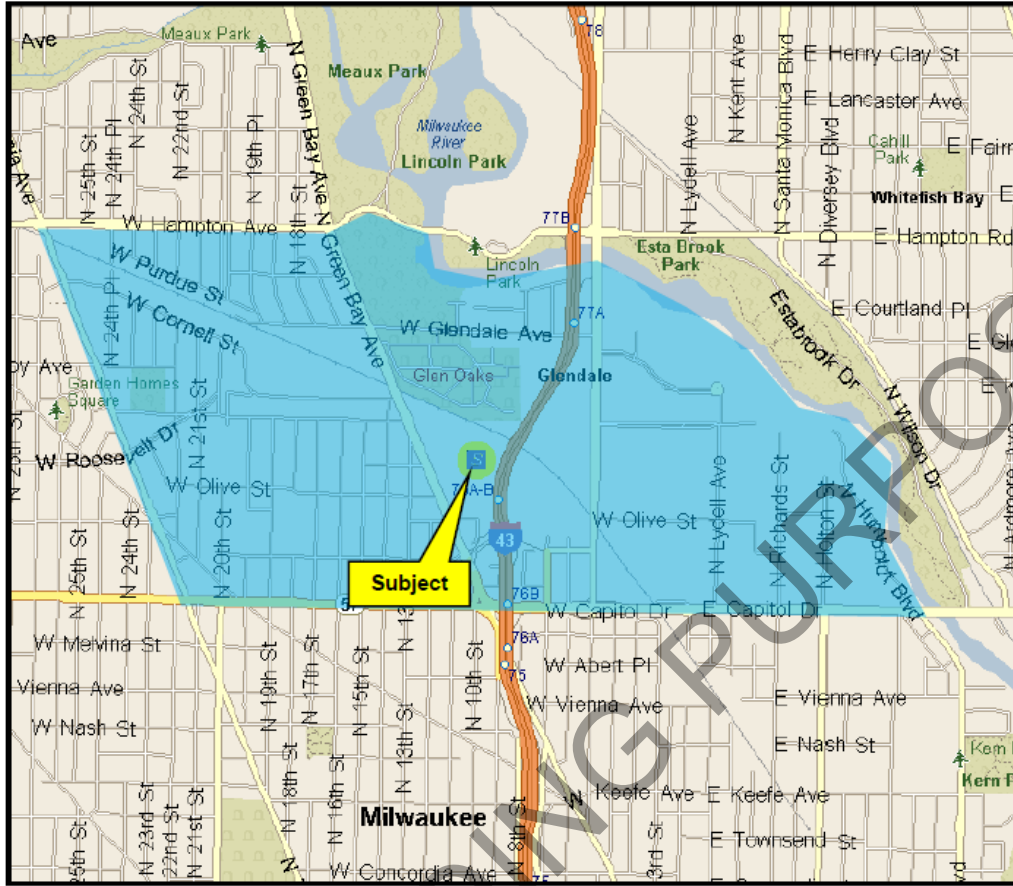 Ave
Meaux Park
78
E Henry Clay St
N Green Bay Ave
Meaux Park
N Kent Ave
N Santa Monica Blvd
E Lancaster Ave
N 24th St
N 22nd St
N 19th Pl
N 25th St
N 24th Pl
Milwaukee
River
Lincoln Park
N Lydell Ave
N Diversey Blvd
Cahill
Park
Whitefish Bay
E
N 18th St
W Hampton Ave
77B
E Hampton Rd
N Green Bay Ave
Lincoln
Park
Esta Brook
Park
W Purdue St
W Cornell St
N 24th Pl
W Glendale Ave
77A
E Courtland Pl
Estabrook Dr
Garden Homes
Square
Glen Oaks
Glendale
N Wilson Dr
N 21st St
S
W Olive St
W Olive St
43
N 25th St
N 24th St
N 20th St
Subject
N Lydell Ave
N Richards St
N Holton St
N Humboldt Blvd
76B
W Capitol Dr
E Capitol Dr
W Melvina St
76A
W Abert Pl
75
Vienna Ave
W Vienna Ave
E Vienna Ave
N 19th St
N 17th St
N 15th St
N 13th St
N 10th St
W Nash St
E Nash St
N 18th St
N 16th St
Keefe Ave
E Keefe Ave
N 23rd St
22nd St
N 21st St
Milwaukee
N 8th St
E Townsend St
W Concordia Ave
ING PURPOS